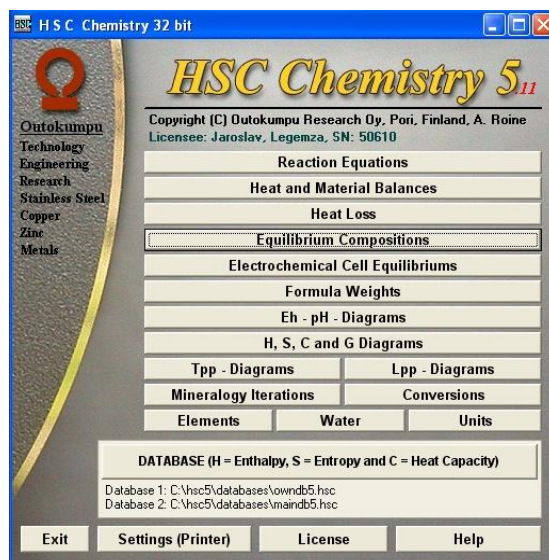 HSC
H S C Chemistry 32 bit
HSC Chemistry 5.11
Copyright (C) Outokumpu Research Oy, Pori, Finland, A. Roine
Licensee: Jaroslav, Legemza, SN: 50610
Outokumpu
Technology
Engineering
Research
Stainless Steel
Copper
Zinc
Metals
Reaction Equations
Heat and Material Balances
Heat Loss
Equilibrium Compositions
Electrochemical Cell Equilibriums
Formula Weights
Eh - pH - Diagrams
H, S, C and G Diagrams
Tpp - Diagrams
Lpp - Diagrams
Mineralogy Iterations
Conversions
Elements
Water
Units
DATABASE (H = Enthalpy, S = Entropy and C = Heat Capacity)
Database 1: C:\hsc5\databases\owndb5.hsc
Database 2: C:\hsc5\databases\maindb5.hsc
Exit
Settings (Printer)
License
Help